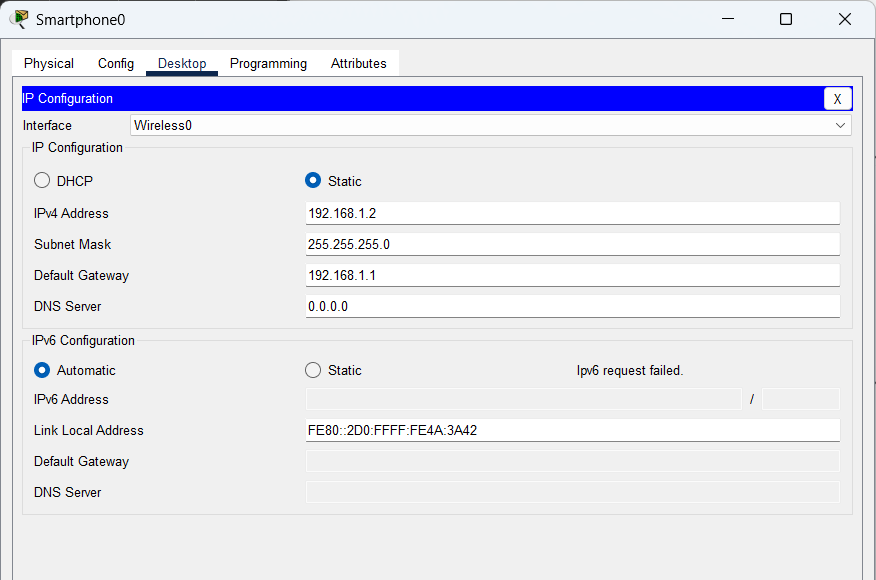 Smartphone0
Physical Config Desktop Programming Attributes
IP Configuration X
Interface Wireless0
IP Configuration
DHCP Static
IPv4 Address 192.168.1.2
Subnet Mask 255.255.255.0
Default Gateway 192.168.1.1
DNS Server 0.0.0.0
IPv6 Configuration
Automatic Static Ipv6 request failed.
IPv6 Address /
Link Local Address FE80::2D0:FFFF:FE4A:3A42
Default Gateway
DNS Server